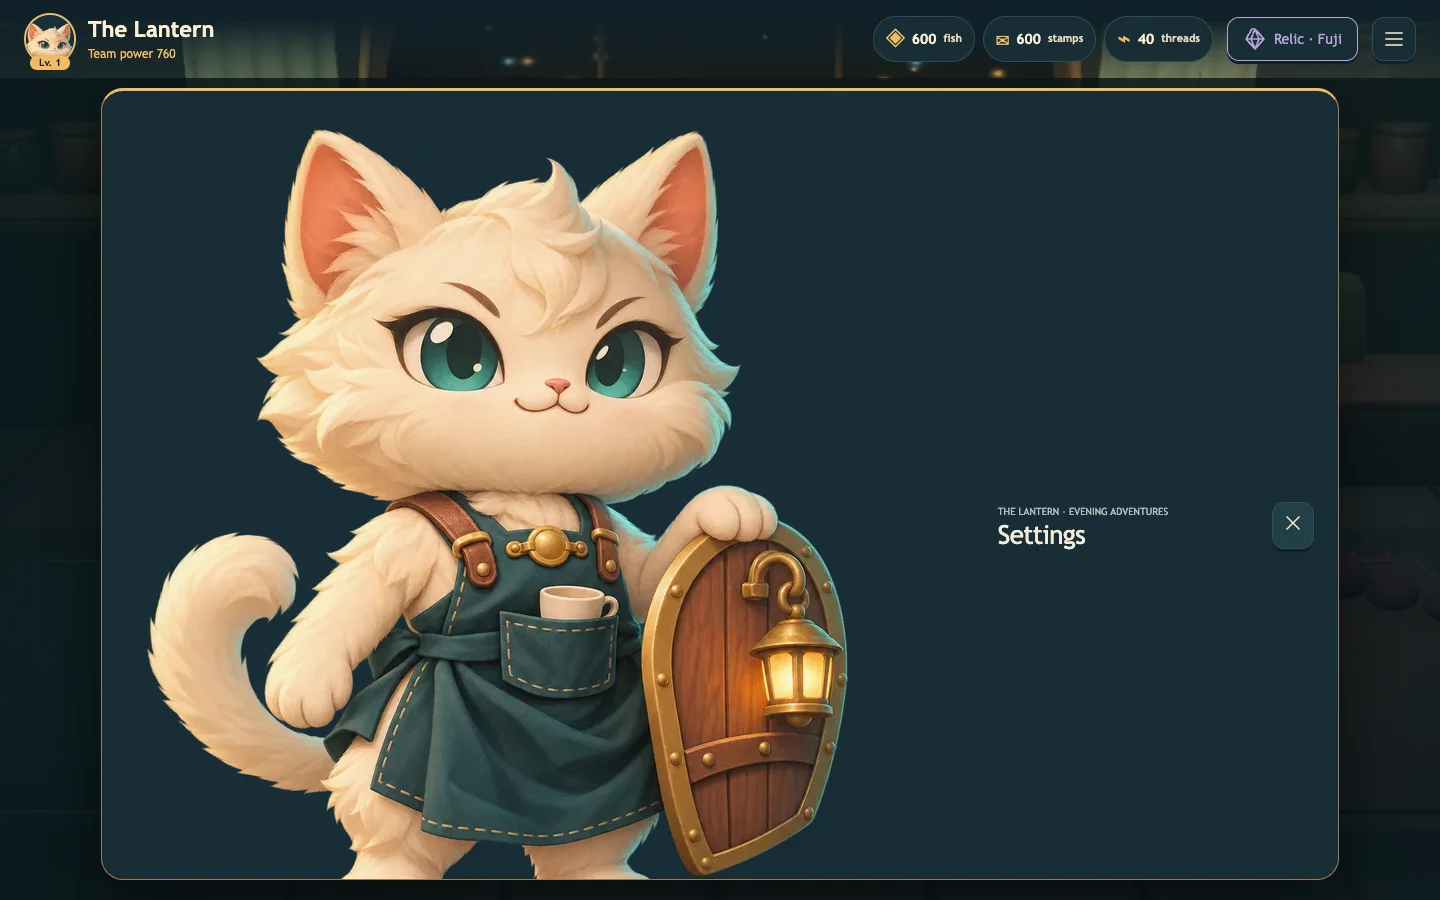 The Lantern
Team power 760
Lv. 1
600 fish
600 stamps
40 threads
Relic · Fuji
THE LANTERN · EVENING ADVENTURES
Settings